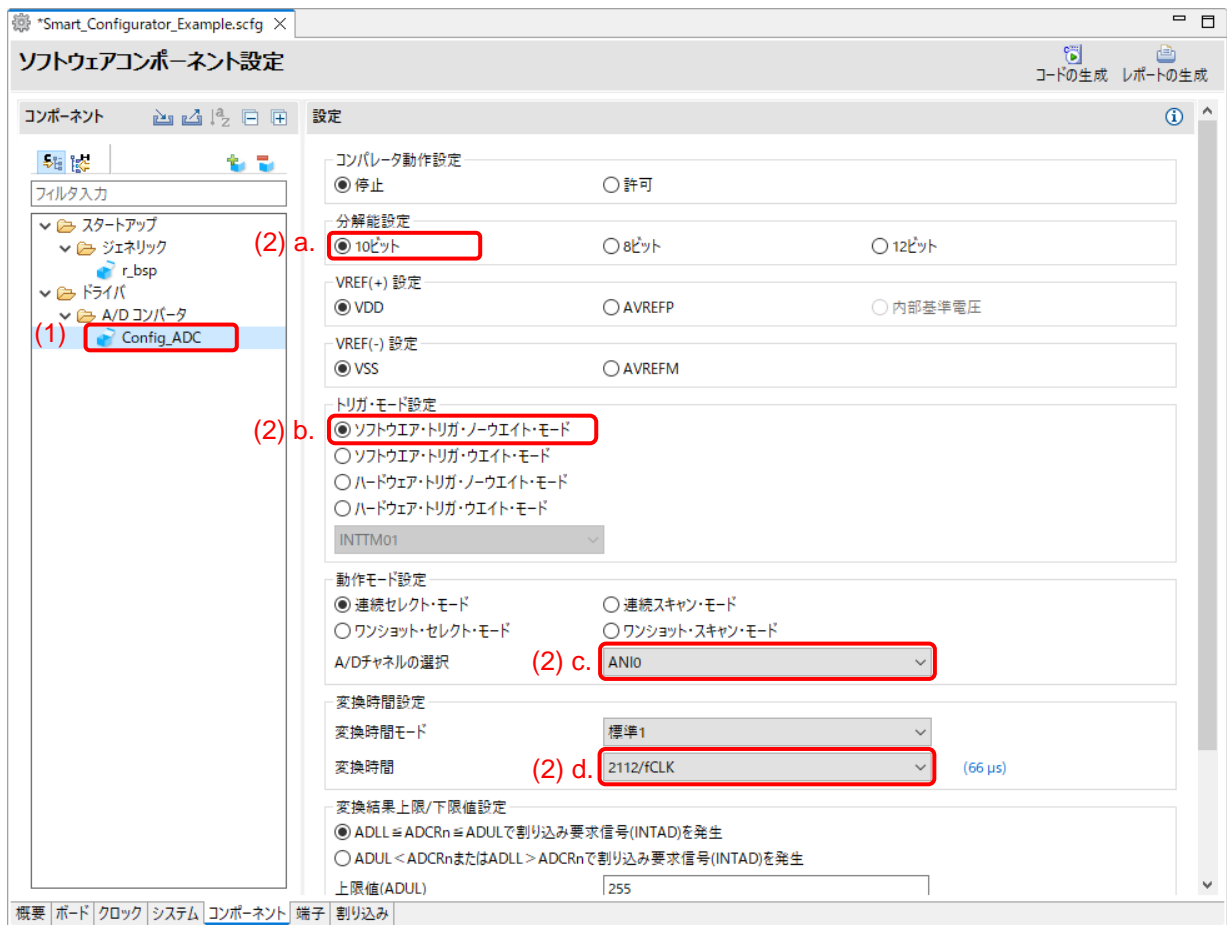 *Smart_Configurator_Example.scfg
ソフトウェアコンポーネント設定
コードの生成 レポートの生成
コンポーネント
設定
フィルタ入力
スタートアップ
ジェネリック
r_bsp
ドライバ
A/D コンバータ
(1) Config_ADC
コンパレータ動作設定
停止 許可
分解能設定
(2) a. 10ビット 8ビット 12ビット
VREF(+) 設定
VDD AVREFP 内部基準電圧
VREF(-) 設定
VSS AVREFM
トリガ・モード設定
(2) b. ソフトウエア・トリガ・ノーウエイト・モード
ソフトウエア・トリガ・ウエイト・モード
ハードウェア・トリガ・ノーウエイト・モード
ハードウェア・トリガ・ウエイト・モード
INTTM01
動作モード設定
連続セレクト・モード 連続スキャン・モード
ワンショット・セレクト・モード ワンショット・スキャン・モード
A/Dチャネルの選択 (2) c. ANI0
変換時間設定
変換時間モード 標準1
変換時間 (2) d. 2112/fCLK (66 µs)
変換結果上限/下限値設定
ADLL≦ADCRn≦ADULで割り込み要求信号(INTAD)を発生
ADUL<ADCRnまたはADLL>ADCRnで割り込み要求信号(INTAD)を発生
上限値(ADUL) 255
概要 ボード クロック システム コンポーネント 端子 割り込み